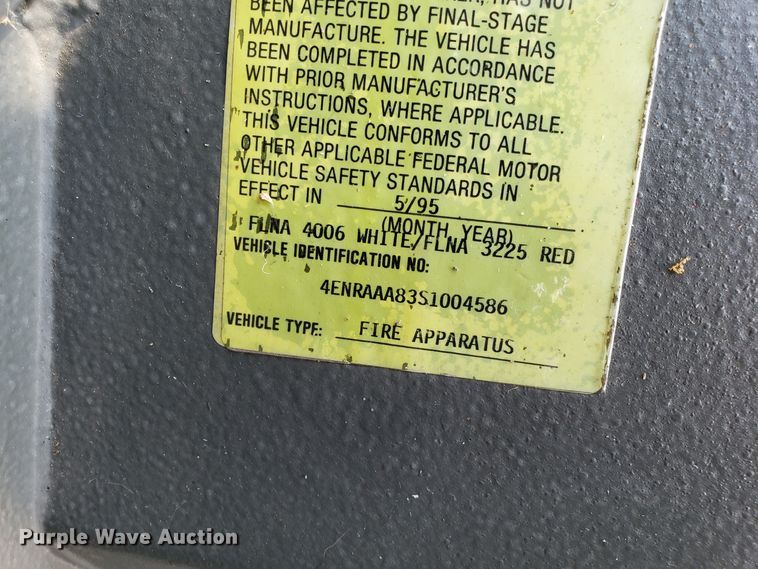 HAS NOT
BEEN AFFECTED BY FINAL-STAGE
MANUFACTURE. THE VEHICLE HAS
BEEN COMPLETED IN ACCORDANCE
WITH PRIOR MANUFACTURER'S
INSTRUCTIONS, WHERE APPLICABLE.
THIS VEHICLE CONFORMS TO ALL
OTHER APPLICABLE FEDERAL MOTOR
VEHICLE SAFETY STANDARDS IN
EFFECT IN 5/95
(MONTH YEAR)
FLNA 4006 WHITE/FLNA 3225 RED
VEHICLE IDENTIFICATION NO:
4ENRAAA83S1004586
VEHICLE TYPE: FIRE APPARATUS
Purple Wave Auction